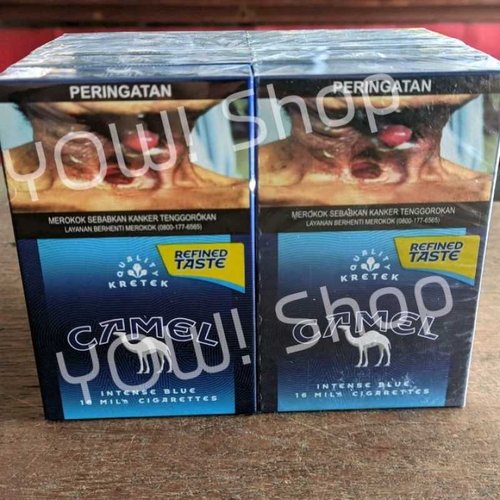 PERINGATAN
MEROKOK SEBABKAN KANKER TENGGOROKAN
LAYANAN BERHENTI MEROKOK (0800-177-6565)
REFINED
TASTE
QUALITY
KRETEK
CAMEL
INTENSE BLUE
16 MILD CIGARETTES
PERINGATAN
MEROKOK SEBABKAN KANKER TENGGOROKAN
LAYANAN BERHENTI MEROKOK (0800-177-6565)
REFINED
TASTE
QUALITY
KRETEK
CAMEL
INTENSE BLUE
16 MILD CIGARETTES
YOW! Shop
YOW! Shop